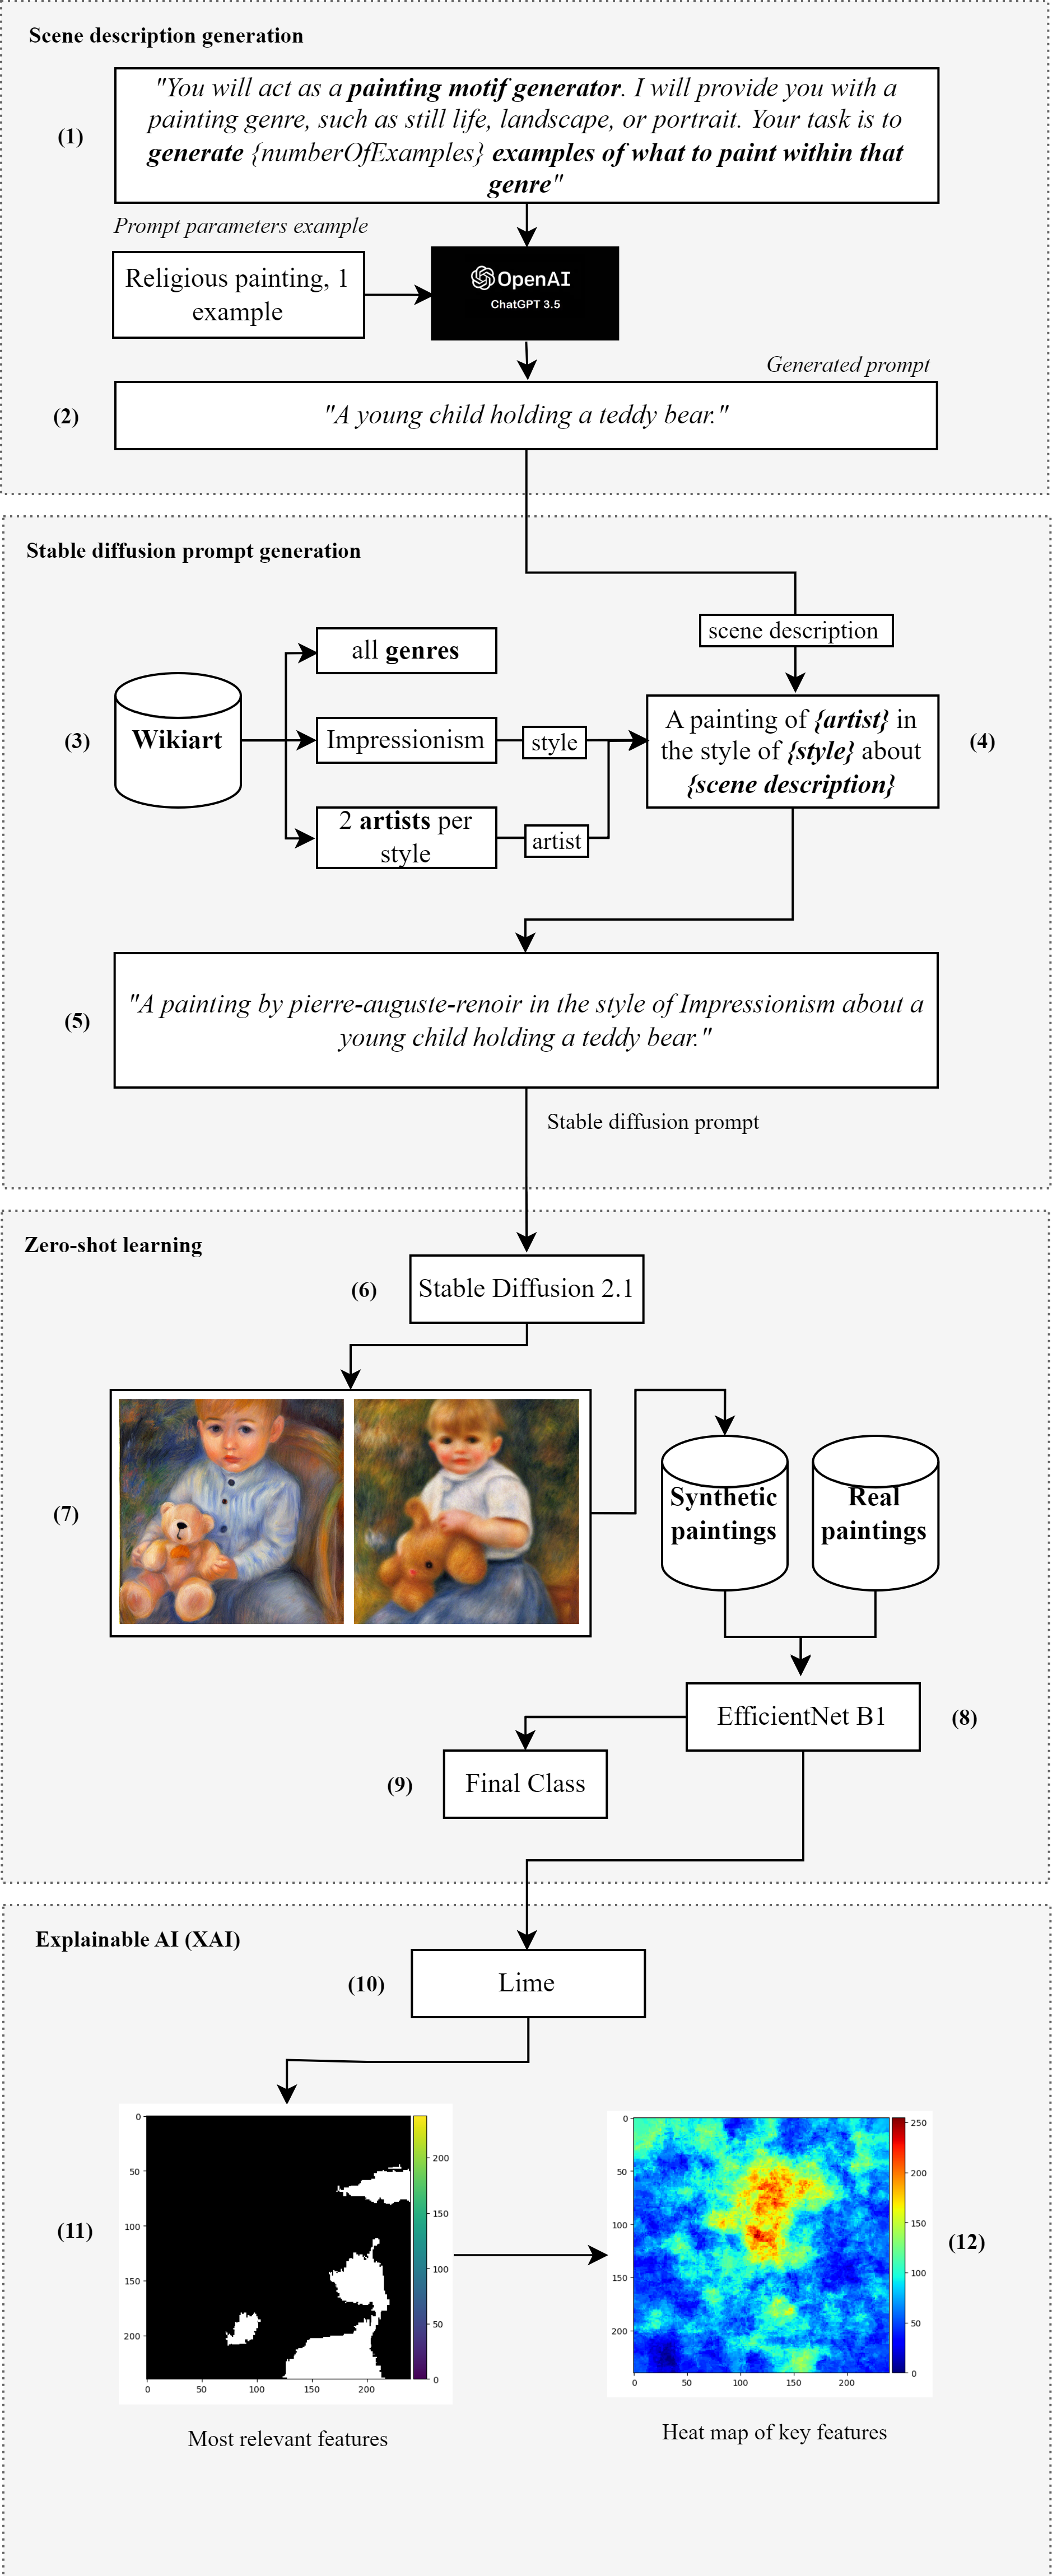 Scene description generation
"You will act as a painting motif generator. I will provide you with a
painting genre, such as still life, landscape, or portrait. Your task is to
generate {numberOfExamples} examples of what to paint within that
genre"
(1)
Prompt parameters example
Religious painting, 1
example
OpenAI
ChatGPT 3.5
Generated prompt
(2)
"A young child holding a teddy bear."
Stable diffusion prompt generation
scene description
all genres
(3)
Wikiart
Impressionism
style
2 artists per
style
artist
A painting of {artist} in
the style of {style} about
{scene description}
(4)
(5)
"A painting by pierre-auguste-renoir in the style of Impressionism about a
young child holding a teddy bear."
Stable diffusion prompt
Zero-shot learning
(6)
Stable Diffusion 2.1
(7)
Synthetic
paintings
Real
paintings
EfficientNet B1
(8)
(9)
Final Class
Explainable AI (XAI)
(10)
Lime
(11)
0
50
100
150
200
0
50
100
150
200
200
150
100
50
0
Most relevant features
0
50
100
150
200
0
50
100
150
200
250
200
150
100
50
0
(12)
Heat map of key features